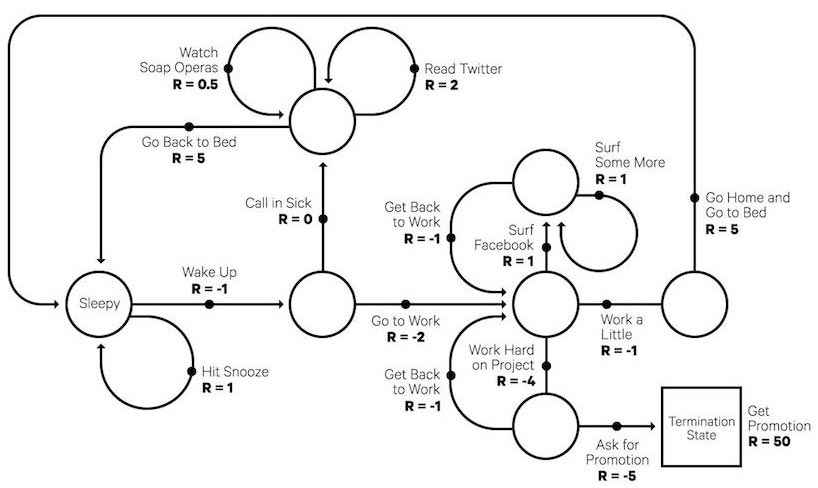 Watch
Soap Operas
R = 0.5
Read Twitter
R = 2
Go Back to Bed
R = 5
Surf
Some More
R = 1
Call in Sick
R = 0
Get Back
to Work
R = -1
Go Home and
Go to Bed
R = 5
Surf
Facebook
R = 1
Wake Up
R = -1
Sleepy
Go to Work
R = -2
Work a
Little
R = -1
Hit Snooze
R = 1
Work Hard
on Project
R = -4
Get Back
to Work
R = -1
Termination
State
Get
Promotion
R = 50
Ask for
Promotion
R = -5